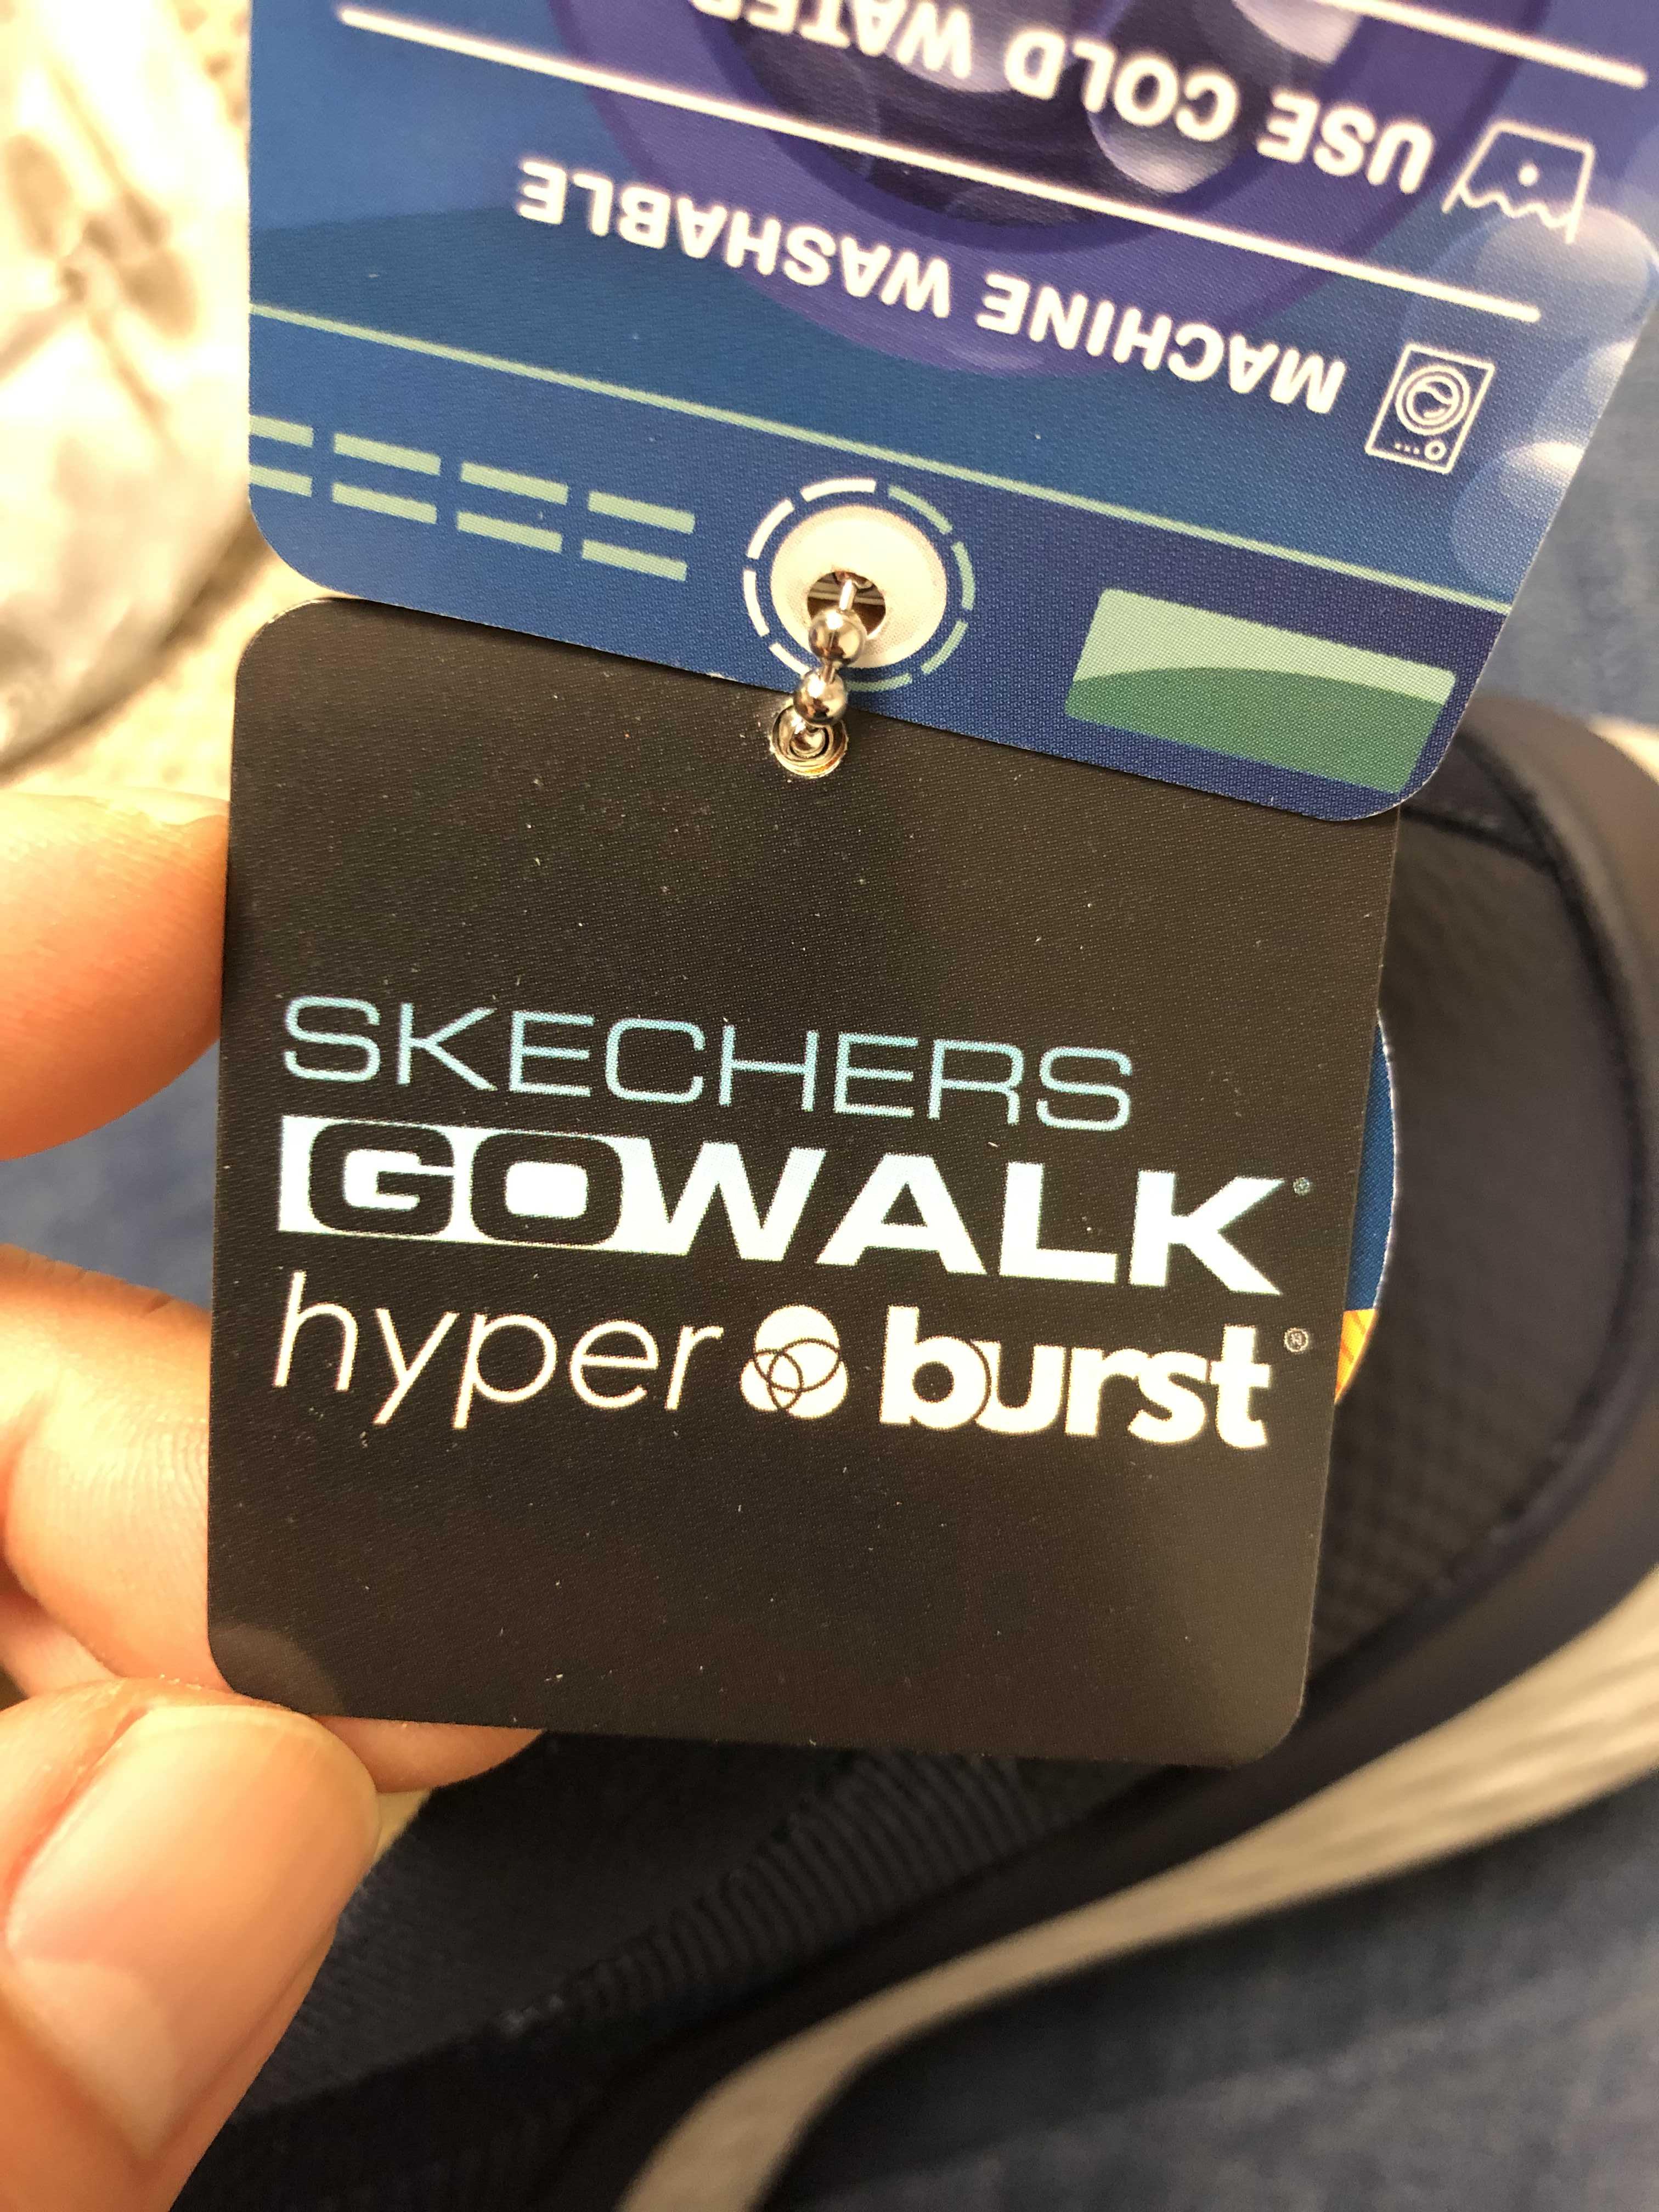 USE COLD WATER
MACHINE WASHABLE
SKECHERS
GOWALK®
hyper burst®